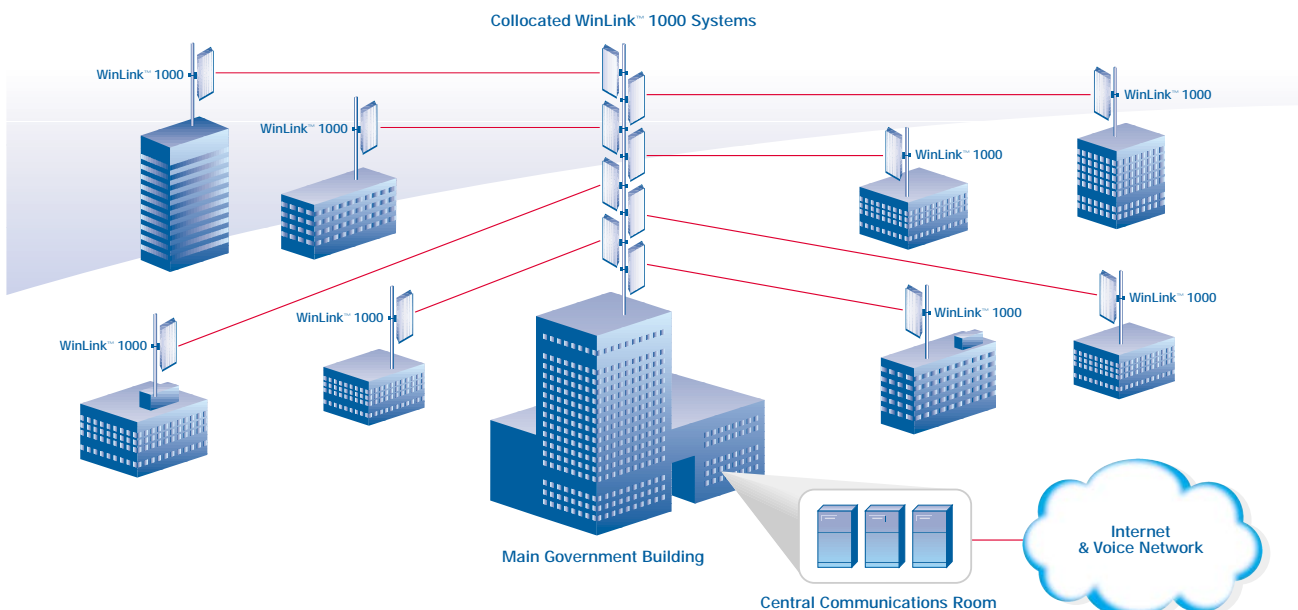 Collocated WinLink™ 1000 Systems
WinLink™ 1000
WinLink™ 1000
WinLink™ 1000
WinLink™ 1000
WinLink™ 1000
WinLink™ 1000
WinLink™ 1000
WinLink™ 1000
Main Government Building
Internet
& Voice Network
Central Communications Room